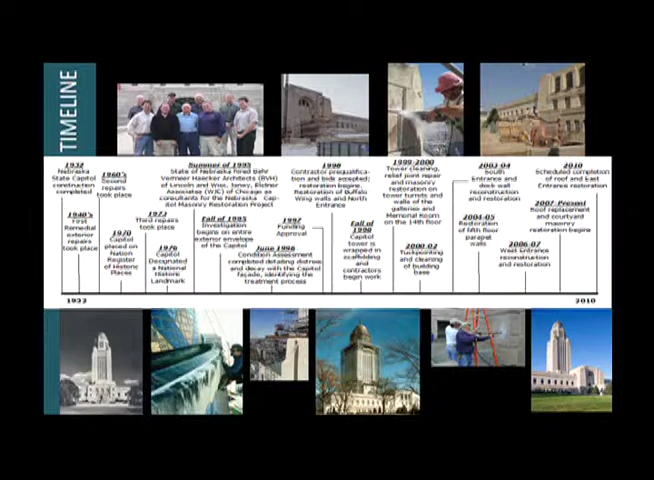 TIMELINE
1932
Nebraska
State Capitol
construction
completed
1940's
First
Remedial
exterior
repairs
took place
1960's
Second
repairs
took place
1970
Capitol
placed on
Nation
Register
of Historic
Places
1973
Third repairs
took place
1976
Capitol
Designated
a National
Historic
Landmark
Summer of 1995
State of Nebraska hired Bahr
Vermeer Haecker Architects (BVH)
of Lincoln and Wiss, Janey, Elstner
Associates (WJC) of Chicago as
consultants for the Nebraska Cap-
itol Masonry Restoration Project
Fall of 1995
Investigation
begins on entire
exterior envelope
of the Capitol
June 1996
Condition Assessment
completed detailing distress
and decay with the Capitol
façade, identifying the
treatment process
1997
Funding
Approval
1998
Contractor prequalifica-
tion and bids accepted;
restoration begins.
Restoration of Buffalo
Wing walls and North
Entrance
Fall of
1998
Capitol
tower is
wrapped in
scaffolding
and
contractors
begin work
1999-2000
Tower cleaning,
relief joint repair
and masonry
restoration on
tower turrets and
walls of the
galleries and
Memorial Room
on the 14th floor
2000-02
Tuckpointing
and cleaning
of building
base
2003-04
South
Entrance and
dock wall
reconstruction
and restoration
2004-05
Restoration
of fifth floor
parapet
walls
2006-07
West Entrance
reconstruction
and restoration
2007-Present
Roof replacement
and courtyard
masonry
restoration begins
2010
Scheduled completion
of roof and East
Entrance restoration
1922
2010